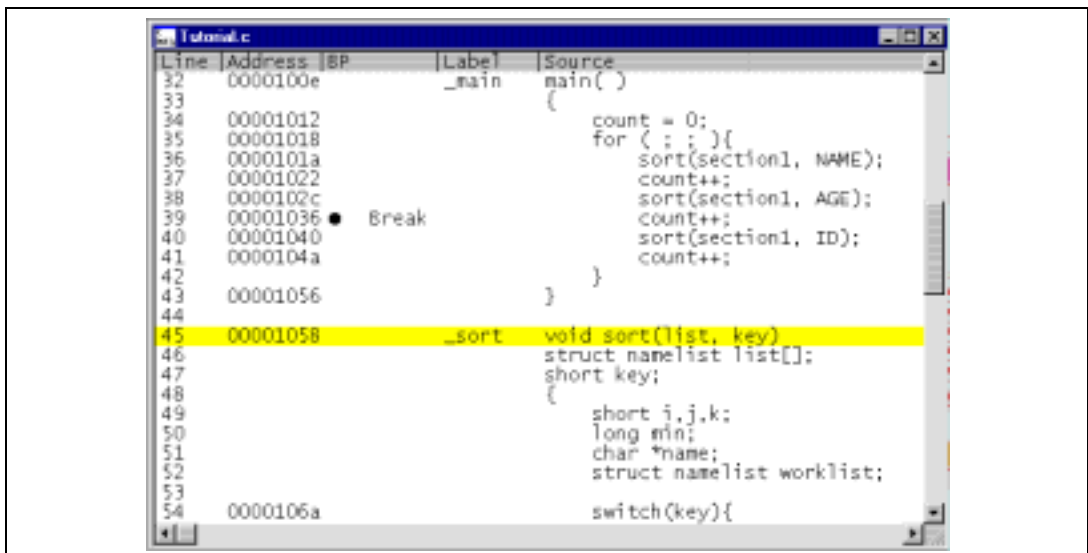 Tutorial.c
Line Address BP Label Source
32 0000100e _main main( )
33 {
34 00001012 count = 0;
35 00001018 for ( ; ; ){
36 0000101a sort(section1, NAME);
37 00001022 count++;
38 0000102c sort(section1, AGE);
39 00001036 ● Break count++;
40 00001040 sort(section1, ID);
41 0000104a count++;
42 }
43 00001056 }
44
45 00001058 _sort void sort(list, key)
46 struct namelist list[];
47 short key;
48 {
49 short i,j,k;
50 long min;
51 char *name;
52 struct namelist worklist;
53
54 0000106a switch(key){